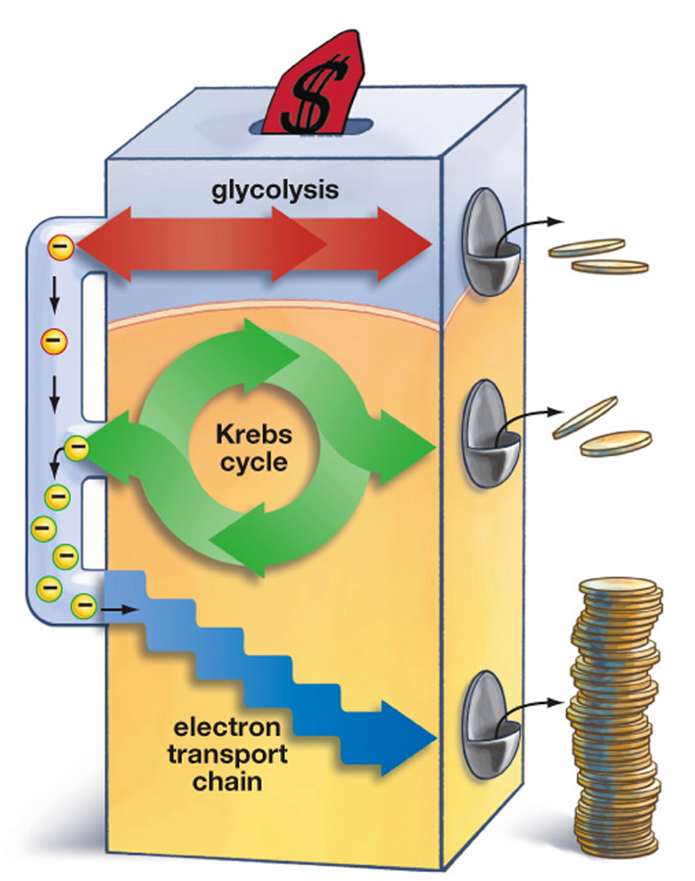 $
glycolysis
Krebs
cycle
electron
transport
chain